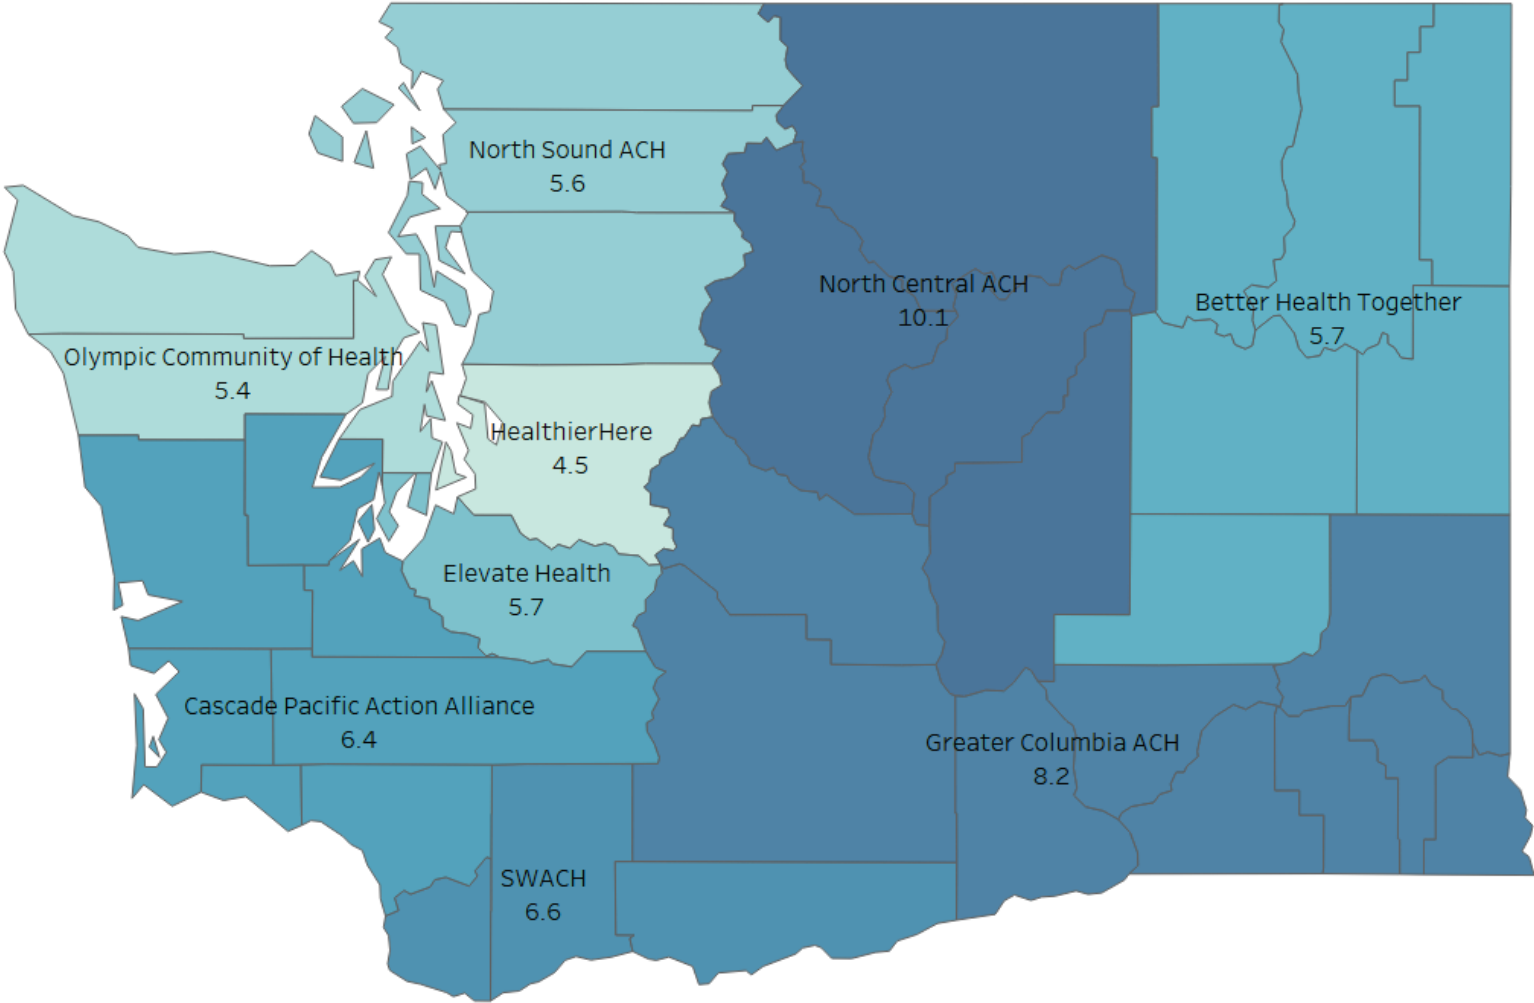 North Sound ACH
5.6
North Central ACH
10.1
Better Health Together
5.7
Olympic Community of Health
5.4
HealthierHere
4.5
Elevate Health
5.7
Cascade Pacific Action Alliance
6.4
Greater Columbia ACH
8.2
SWACH
6.6